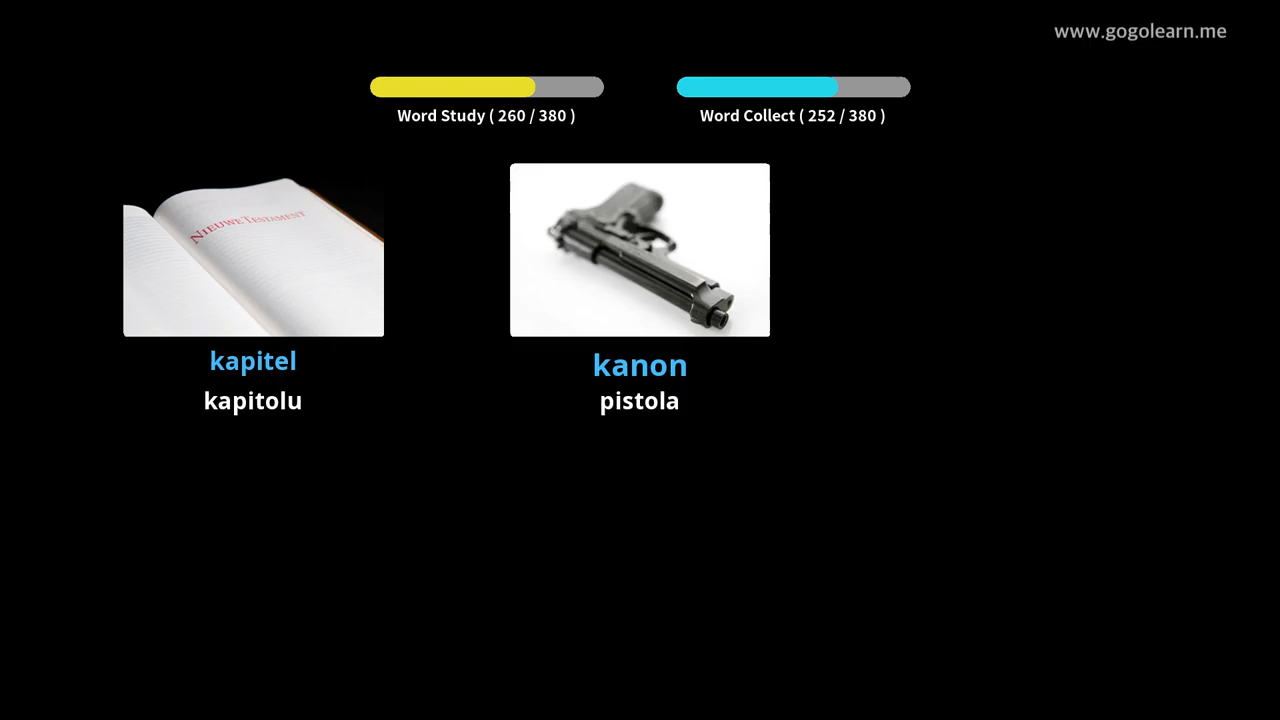 www.gogolearn.me
Word Study ( 260 / 380 )
Word Collect ( 252 / 380 )
NIEUWE TESTAMENT
kapitel
kapitolu
kanon
pistola